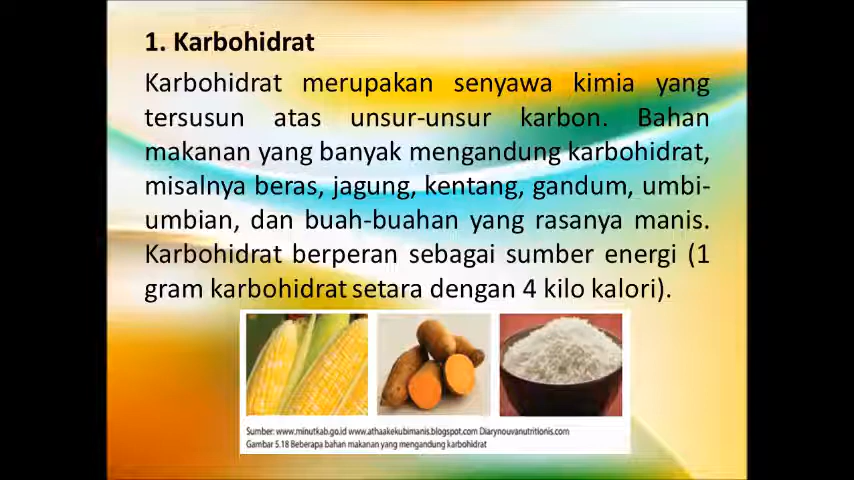 1. Karbohidrat
Karbohidrat merupakan senyawa kimia yang
tersusun atas unsur-unsur karbon. Bahan
makanan yang banyak mengandung karbohidrat,
misalnya beras, jagung, kentang, gandum, umbi-
umbian, dan buah-buahan yang rasanya manis.
Karbohidrat berperan sebagai sumber energi (1
gram karbohidrat setara dengan 4 kilo kalori).
Sumber: www.minutkab.go.id www.athaakekubimanis.blogspot.com Diarynouvanutritionis.com
Gambar 5.18 Beberapa bahan makanan yang mengandung karbohidrat